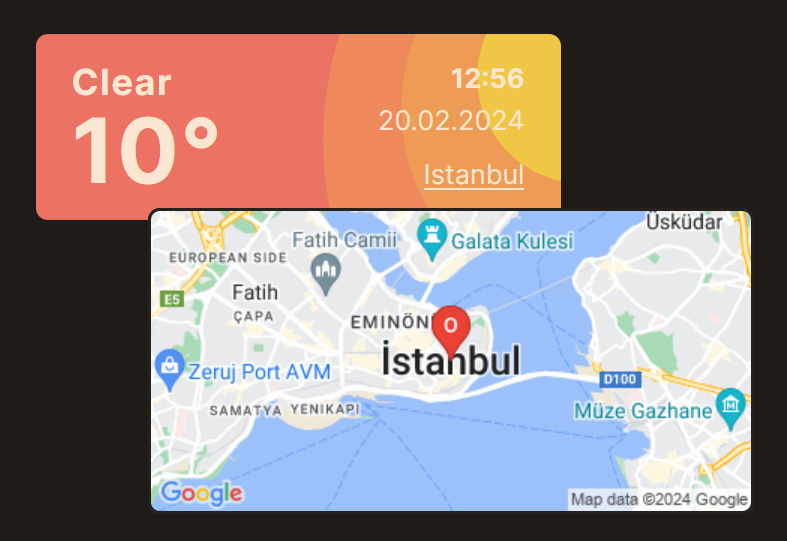 Clear
10°
12:56
20.02.2024
Istanbul
Üsküdar
Fatih Camii
Galata Kulesi
EUROPEAN SIDE
Fatih
E5
ÇAPA
O
İstanbul
Zeruj Port AVM
D100
SAMATYA
YENIKAPI
Müze Gazhane
Google
Map data ©2024 Google